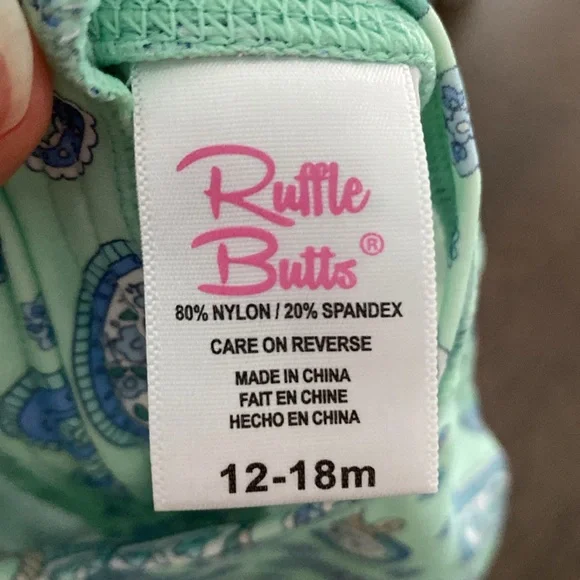 Ruffle
Butts®
80% NYLON / 20% SPANDEX
CARE ON REVERSE
MADE IN CHINA
FAIT EN CHINE
HECHO EN CHINA
12-18m